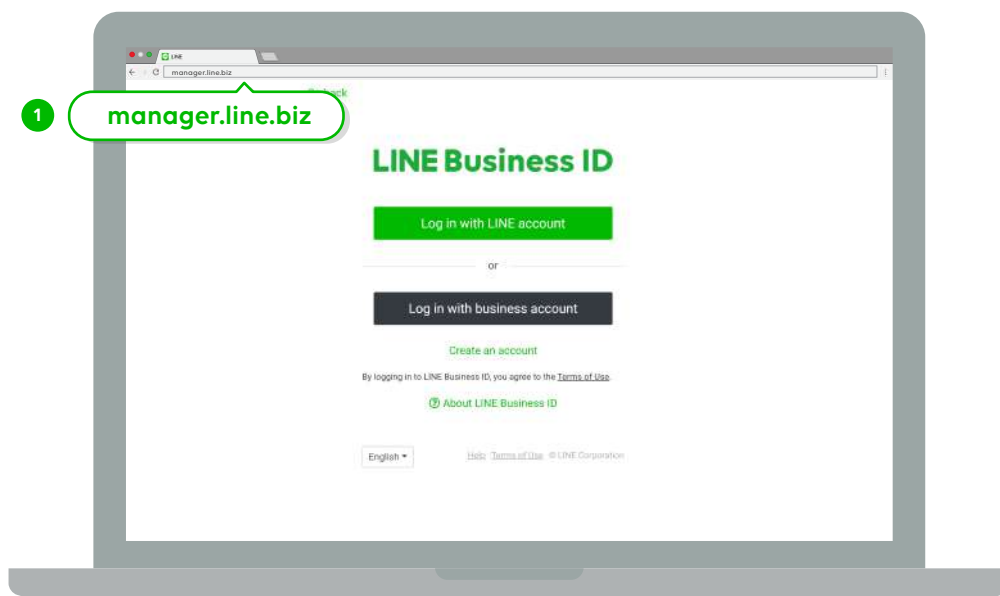 LINE
manager.line.biz
back
1
manager.line.biz
LINE Business ID
Log in with LINE account
or
Log in with business account
Create an account
By logging in to LINE Business ID, you agree to the Terms of Use.
? About LINE Business ID
English
Help Terms of Use © LINE Corporation